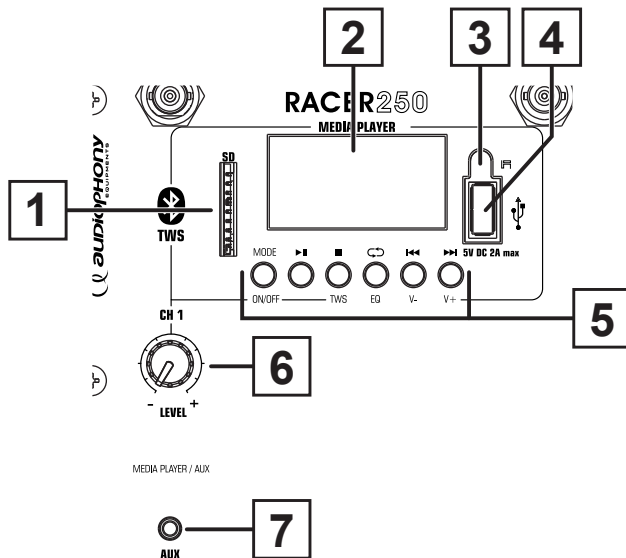 2
3
4
RACER250
MEDIA PLAYER
SD
1
TWS
5V DC 2A max
MODE
ON/OFF
TWS
EQ
V-
V+
5
CH 1
6
- LEVEL +
MEDIA PLAYER / AUX
7
AUX
audiophony